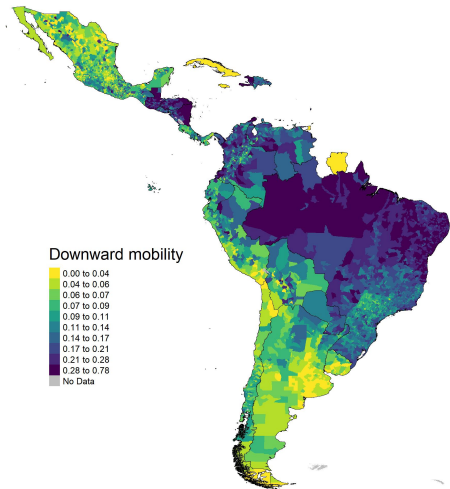 Downward mobility
0.00 to 0.04
0.04 to 0.06
0.06 to 0.07
0.07 to 0.09
0.09 to 0.11
0.11 to 0.14
0.14 to 0.17
0.17 to 0.21
0.21 to 0.28
0.28 to 0.78
No Data